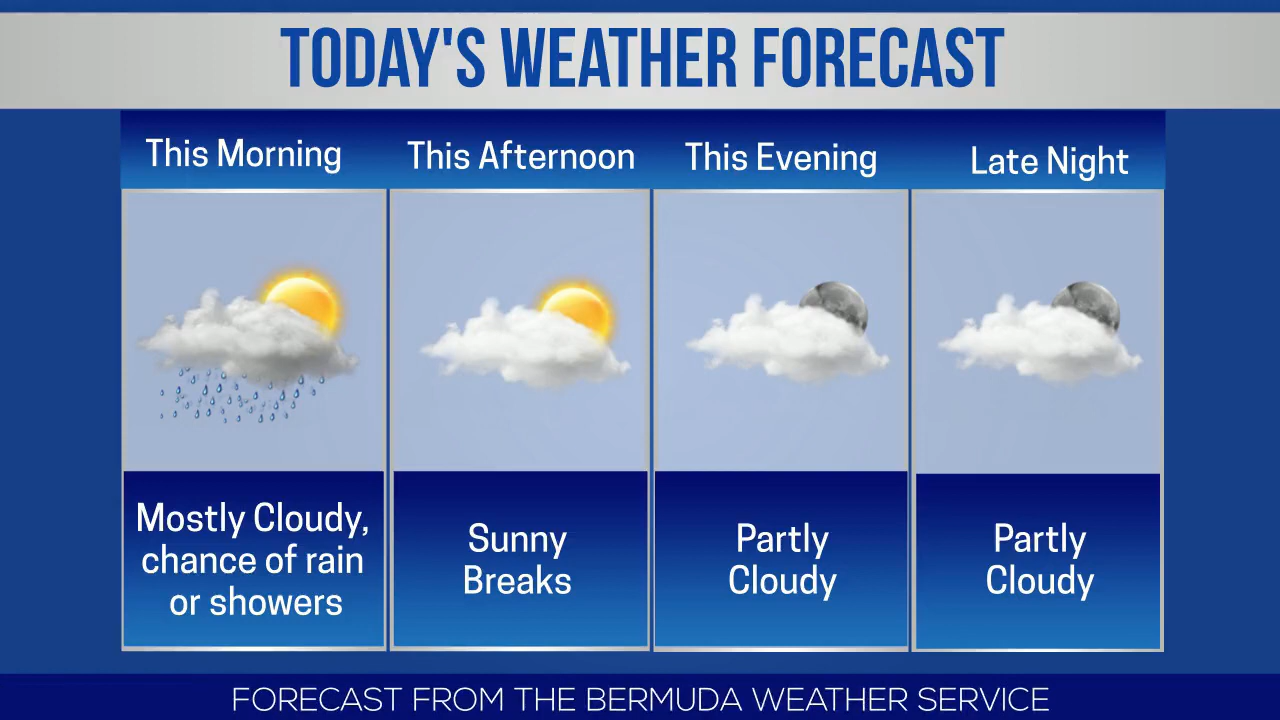 TODAY'S WEATHER FORECAST
This Morning
This Afternoon
This Evening
Late Night
Mostly Cloudy,
chance of rain
or showers
Sunny
Breaks
Partly
Cloudy
Partly
Cloudy
FORECAST FROM THE BERMUDA WEATHER SERVICE